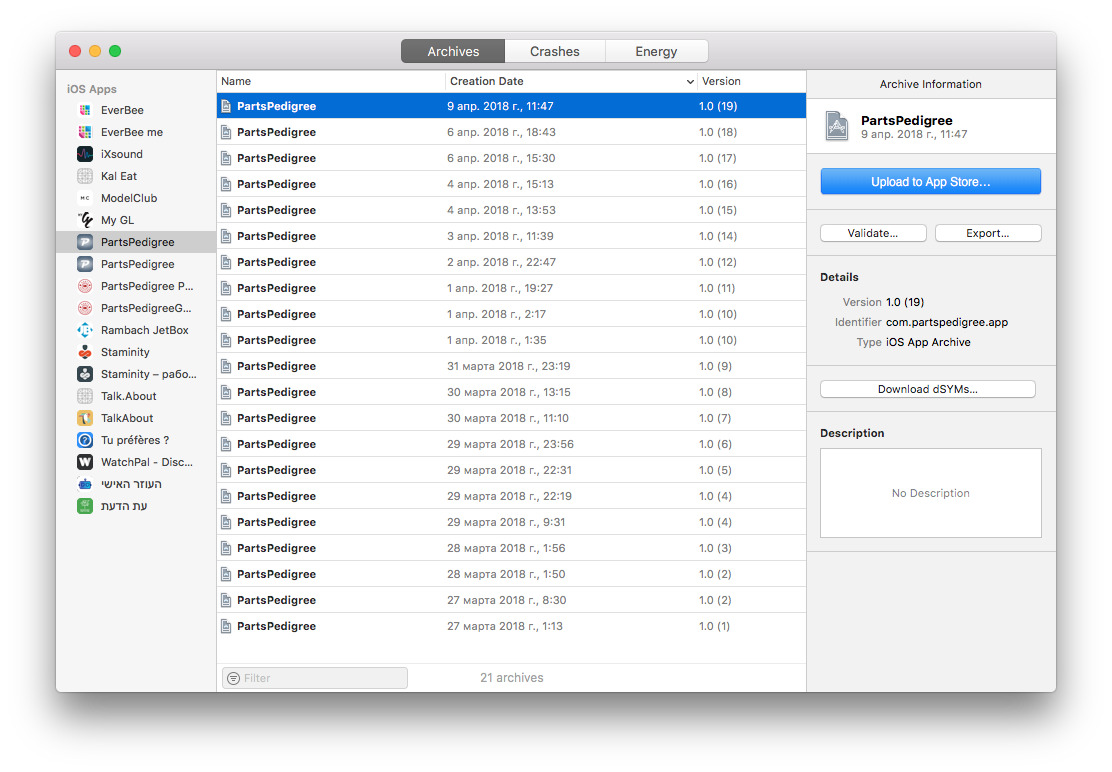 Archives Crashes Energy
iOS Apps
EverBee
EverBee me
iXsound
Kal Eat
MC ModelClub
My GL
PartsPedigree
PartsPedigree
PartsPedigree P...
PartsPedigreeG...
Rambach JetBox
Staminity
Staminity – рабо...
Talk.About
TalkAbout
Tu préfères ?
W WatchPal - Disc...
העוזר האישי
עת הדעת
Name Creation Date Version
PartsPedigree 9 апр. 2018 г., 11:47 1.0 (19)
PartsPedigree 6 апр. 2018 г., 18:43 1.0 (18)
PartsPedigree 6 апр. 2018 г., 15:30 1.0 (17)
PartsPedigree 4 апр. 2018 г., 15:13 1.0 (16)
PartsPedigree 4 апр. 2018 г., 13:53 1.0 (15)
PartsPedigree 3 апр. 2018 г., 11:39 1.0 (14)
PartsPedigree 2 апр. 2018 г., 22:47 1.0 (12)
PartsPedigree 1 апр. 2018 г., 19:27 1.0 (11)
PartsPedigree 1 апр. 2018 г., 2:17 1.0 (10)
PartsPedigree 1 апр. 2018 г., 1:35 1.0 (10)
PartsPedigree 31 марта 2018 г., 23:19 1.0 (9)
PartsPedigree 30 марта 2018 г., 13:15 1.0 (8)
PartsPedigree 30 марта 2018 г., 11:10 1.0 (7)
PartsPedigree 29 марта 2018 г., 23:56 1.0 (6)
PartsPedigree 29 марта 2018 г., 22:31 1.0 (5)
PartsPedigree 29 марта 2018 г., 22:19 1.0 (4)
PartsPedigree 29 марта 2018 г., 9:31 1.0 (4)
PartsPedigree 28 марта 2018 г., 1:56 1.0 (3)
PartsPedigree 28 марта 2018 г., 1:50 1.0 (2)
PartsPedigree 27 марта 2018 г., 8:30 1.0 (2)
PartsPedigree 27 марта 2018 г., 1:13 1.0 (1)
Filter 21 archives
Archive Information
PartsPedigree
9 апр. 2018 г., 11:47
Upload to App Store...
Validate... Export...
Details
Version 1.0 (19)
Identifier com.partspedigree.app
Type iOS App Archive
Download dSYMs...
Description
No Description